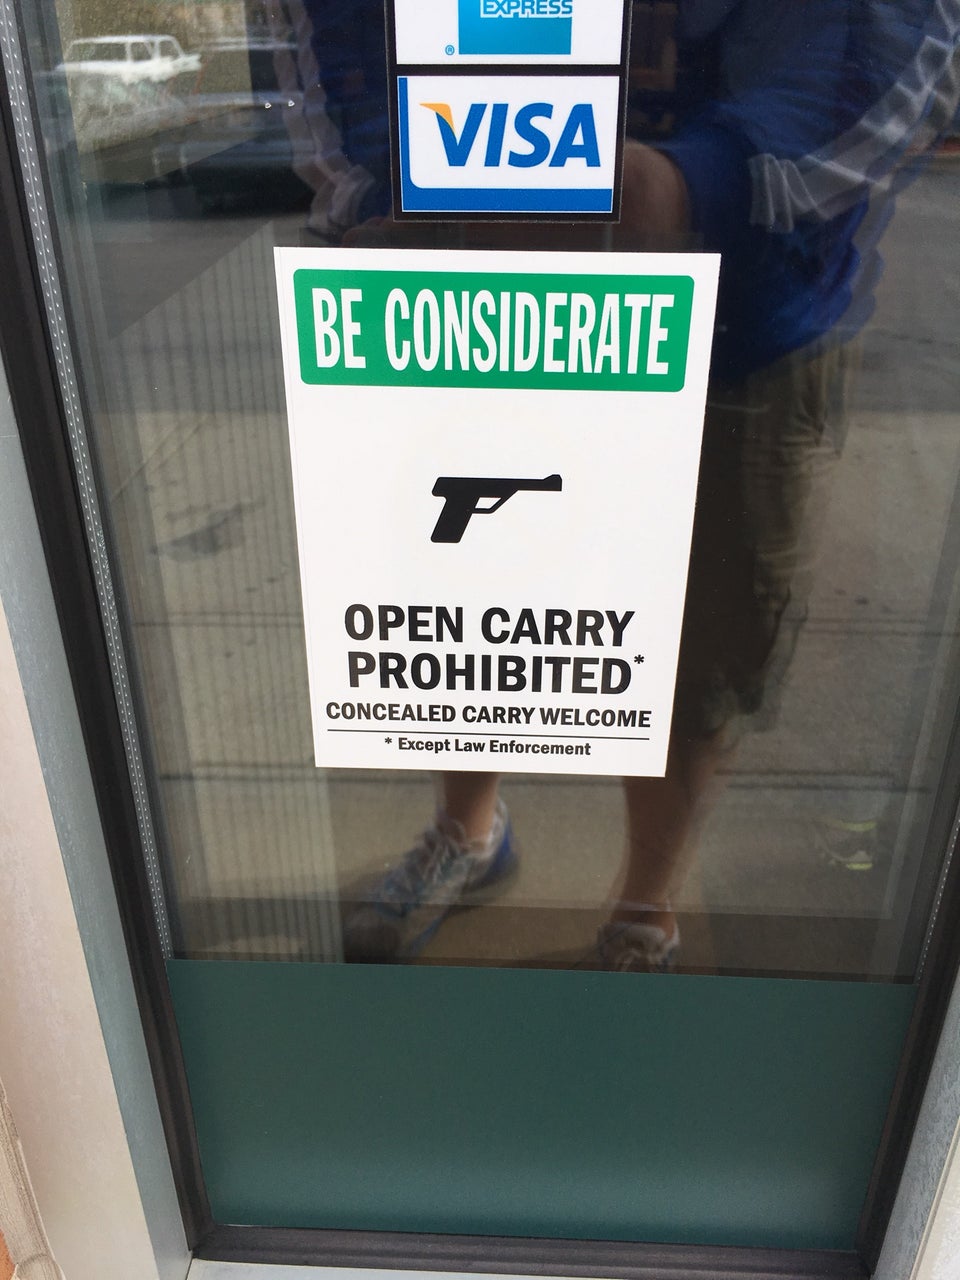 EXPRESS
®
VISA
BE CONSIDERATE
OPEN CARRY
PROHIBITED*
CONCEALED CARRY WELCOME
* Except Law Enforcement